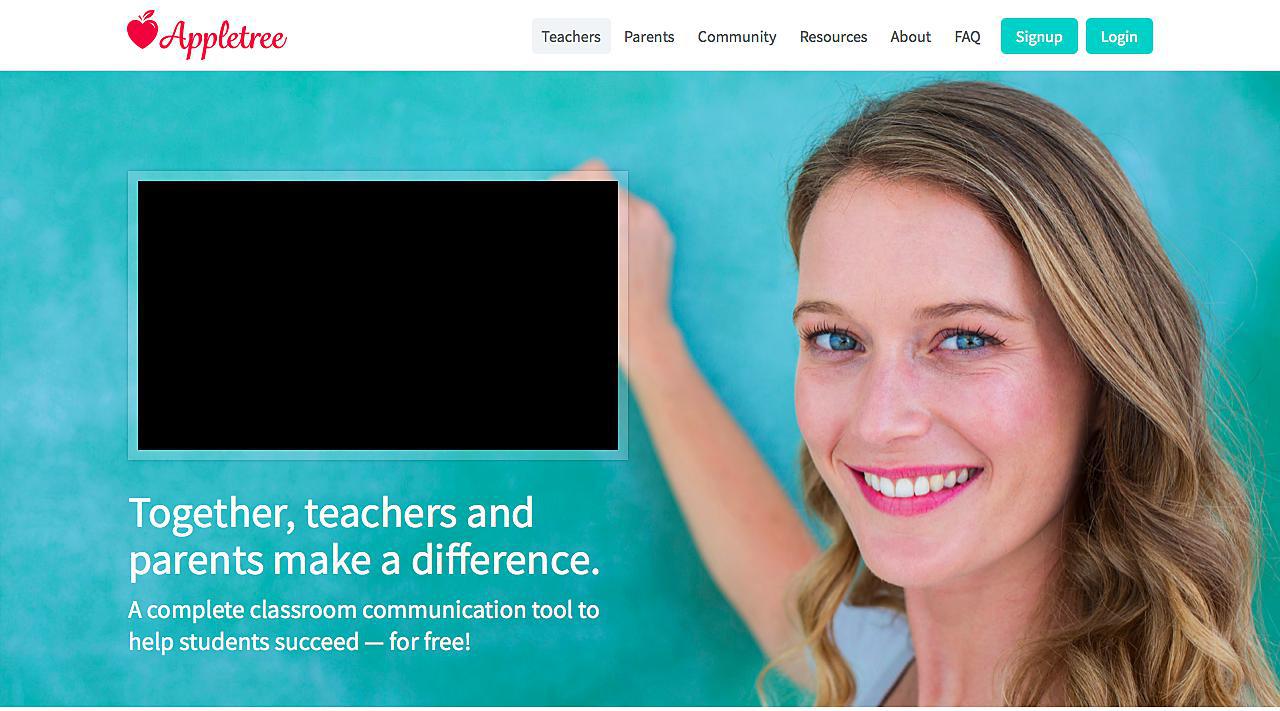 Appletree
Teachers Parents Community Resources About FAQ Signup Login
Together, teachers and
parents make a difference.
A complete classroom communication tool to
help students succeed — for free!